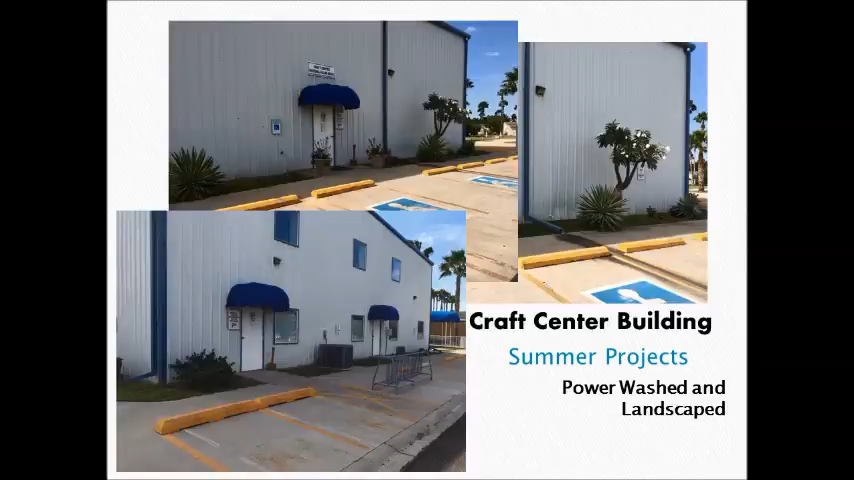 Craft Center Building
Summer Projects
Power Washed and
Landscaped